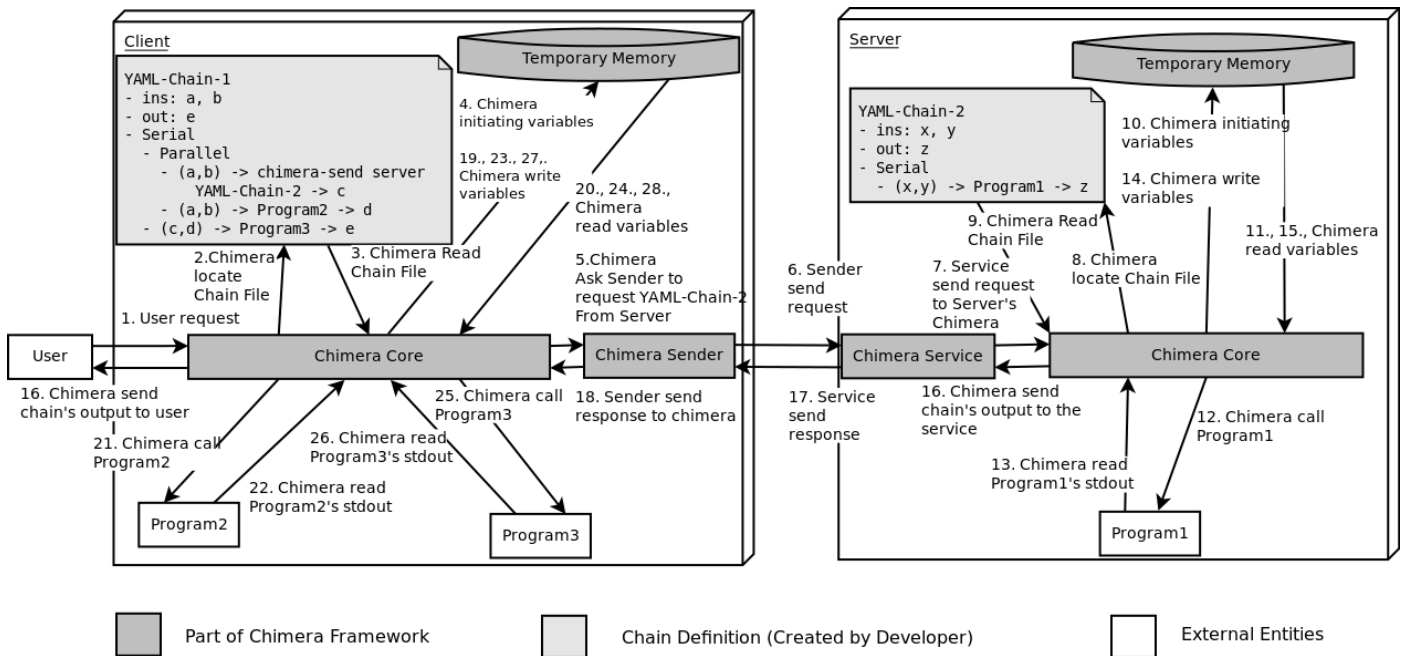 Client
Temporary Memory
YAML-Chain-1
- ins: a, b
- out: e
- Serial
- Parallel
- (a,b) -> chimera-send server
YAML-Chain-2 -> c
- (a,b) -> Program2 -> d
- (c,d) -> Program3 -> e
4. Chimera
initiating variables
19., 23., 27,.
Chimera write
variables
20., 24., 28.,
Chimera
read variables
2.Chimera
locate
Chain File
3. Chimera Read
Chain File
5.Chimera
Ask Sender to
request YAML-Chain-2
From Server
1. User request
User
Chimera Core
Chimera Sender
16. Chimera send
chain's output to user
21. Chimera call
Program2
22. Chimera read
Program2's stdout
26. Chimera read
Program3's stdout
25. Chimera call
Program3
18. Sender send
response to chimera
Program2
Program3
6. Sender
send
request
17. Service
send
response
Server
Temporary Memory
YAML-Chain-2
- ins: x, y
- out: z
- Serial
- (x,y) -> Program1 -> z
10. Chimera initiating
variables
14. Chimera write
variables
11., 15., Chimera
read variables
9. Chimera Read
Chain File
8. Chimera
locate Chain File
7. Service
send request
to Server's
Chimera
Chimera Service
Chimera Core
16. Chimera send
chain's output to the
service
12. Chimera call
Program1
13. Chimera read
Program1's stdout
Program1
Part of Chimera Framework
Chain Definition (Created by Developer)
External Entities